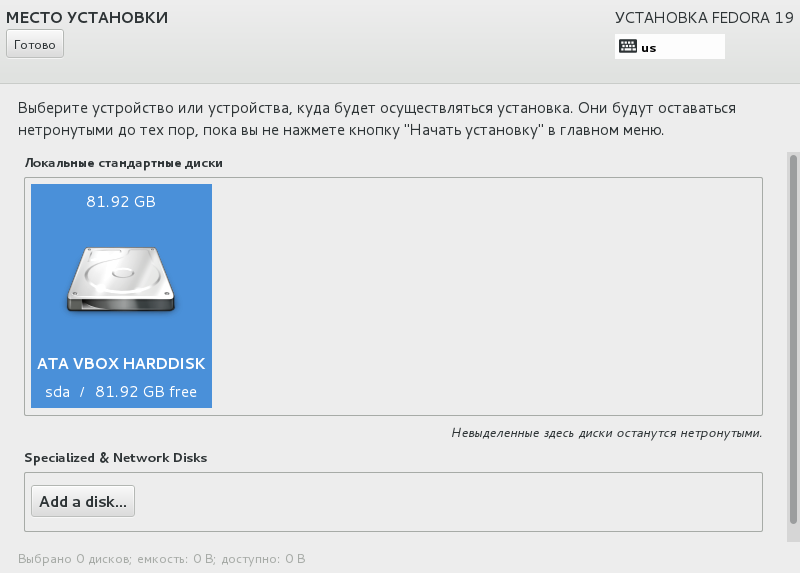 МЕСТО УСТАНОВКИ
УСТАНОВКА FEDORA 19
Готово
us
Выберите устройство или устройства, куда будет осуществляться установка. Они будут оставаться
нетронутыми до тех пор, пока вы не нажмете кнопку "Начать установку" в главном меню.
Локальные стандартные диски
81.92 GB
ATA VBOX HARDDISK
sda / 81.92 GB free
Невыделенные здесь диски останутся нетронутыми.
Specialized & Network Disks
Add a disk...
Выбрано 0 дисков; емкость: 0 B; доступно: 0 B